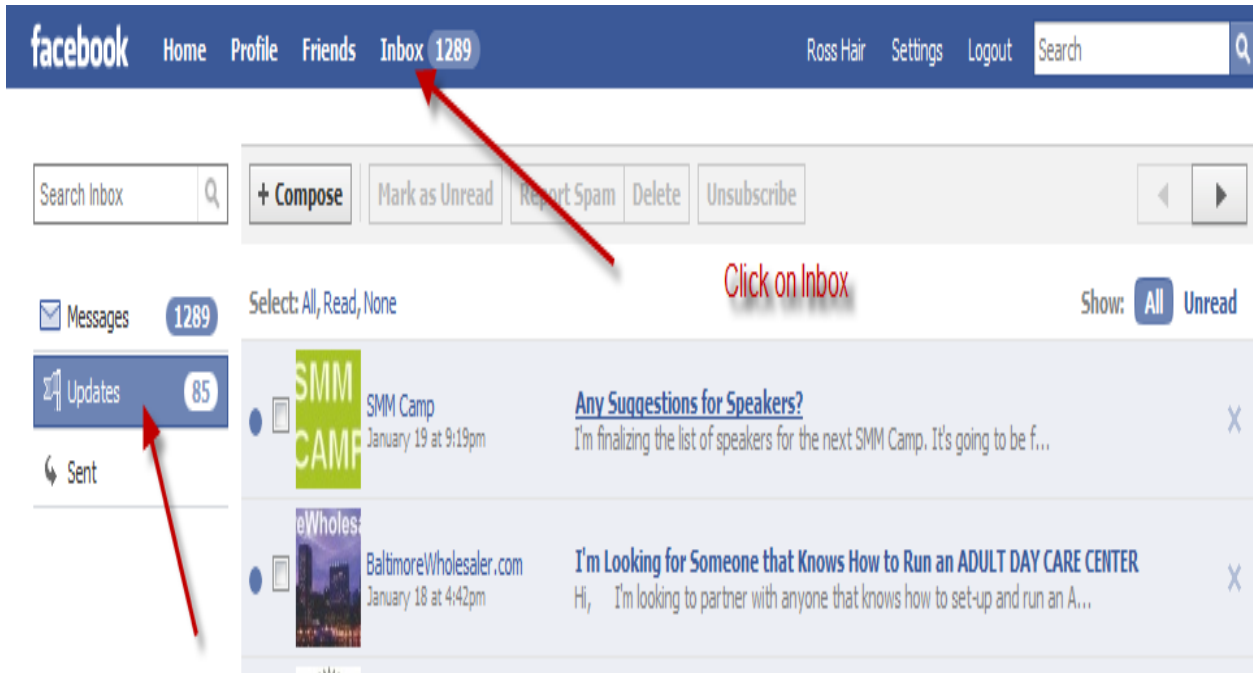 facebook Home Profile Friends Inbox 1289 Ross Hair Settings Logout Search
Search Inbox + Compose Mark as Unread Report Spam Delete Unsubscribe
Click on Inbox
Messages 1289 Select: All, Read, None Show: All Unread
Updates 85
Sent
SMM
CAMP
SMM Camp
January 19 at 9:19pm
Any Suggestions for Speakers?
I'm finalizing the list of speakers for the next SMM Camp. It's going to be f...
eWholes
BaltimoreWholesaler.com
January 18 at 4:42pm
I'm Looking for Someone that Knows How to Run an ADULT DAY CARE CENTER
Hi, I'm looking to partner with anyone that knows how to set-up and run an A...